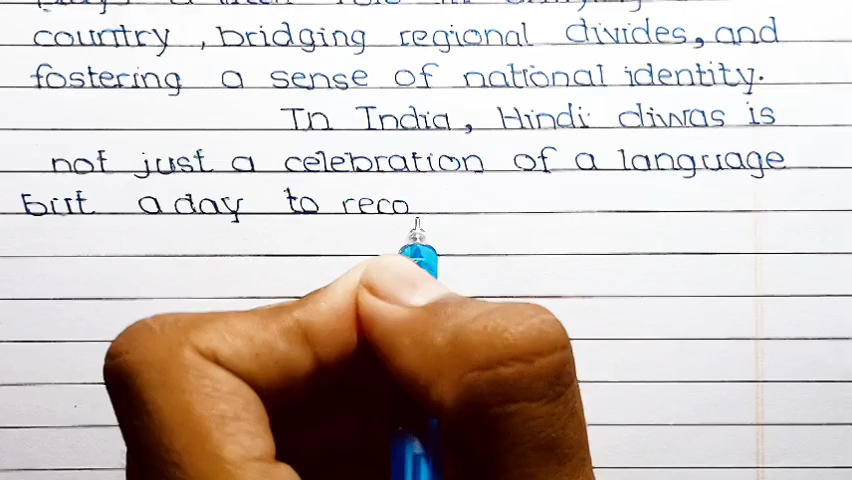 country , bridging regional divides, and
fostering a sense of national identity.
In India, Hindi diwas is
not just a celebration of a language
but a day to reco